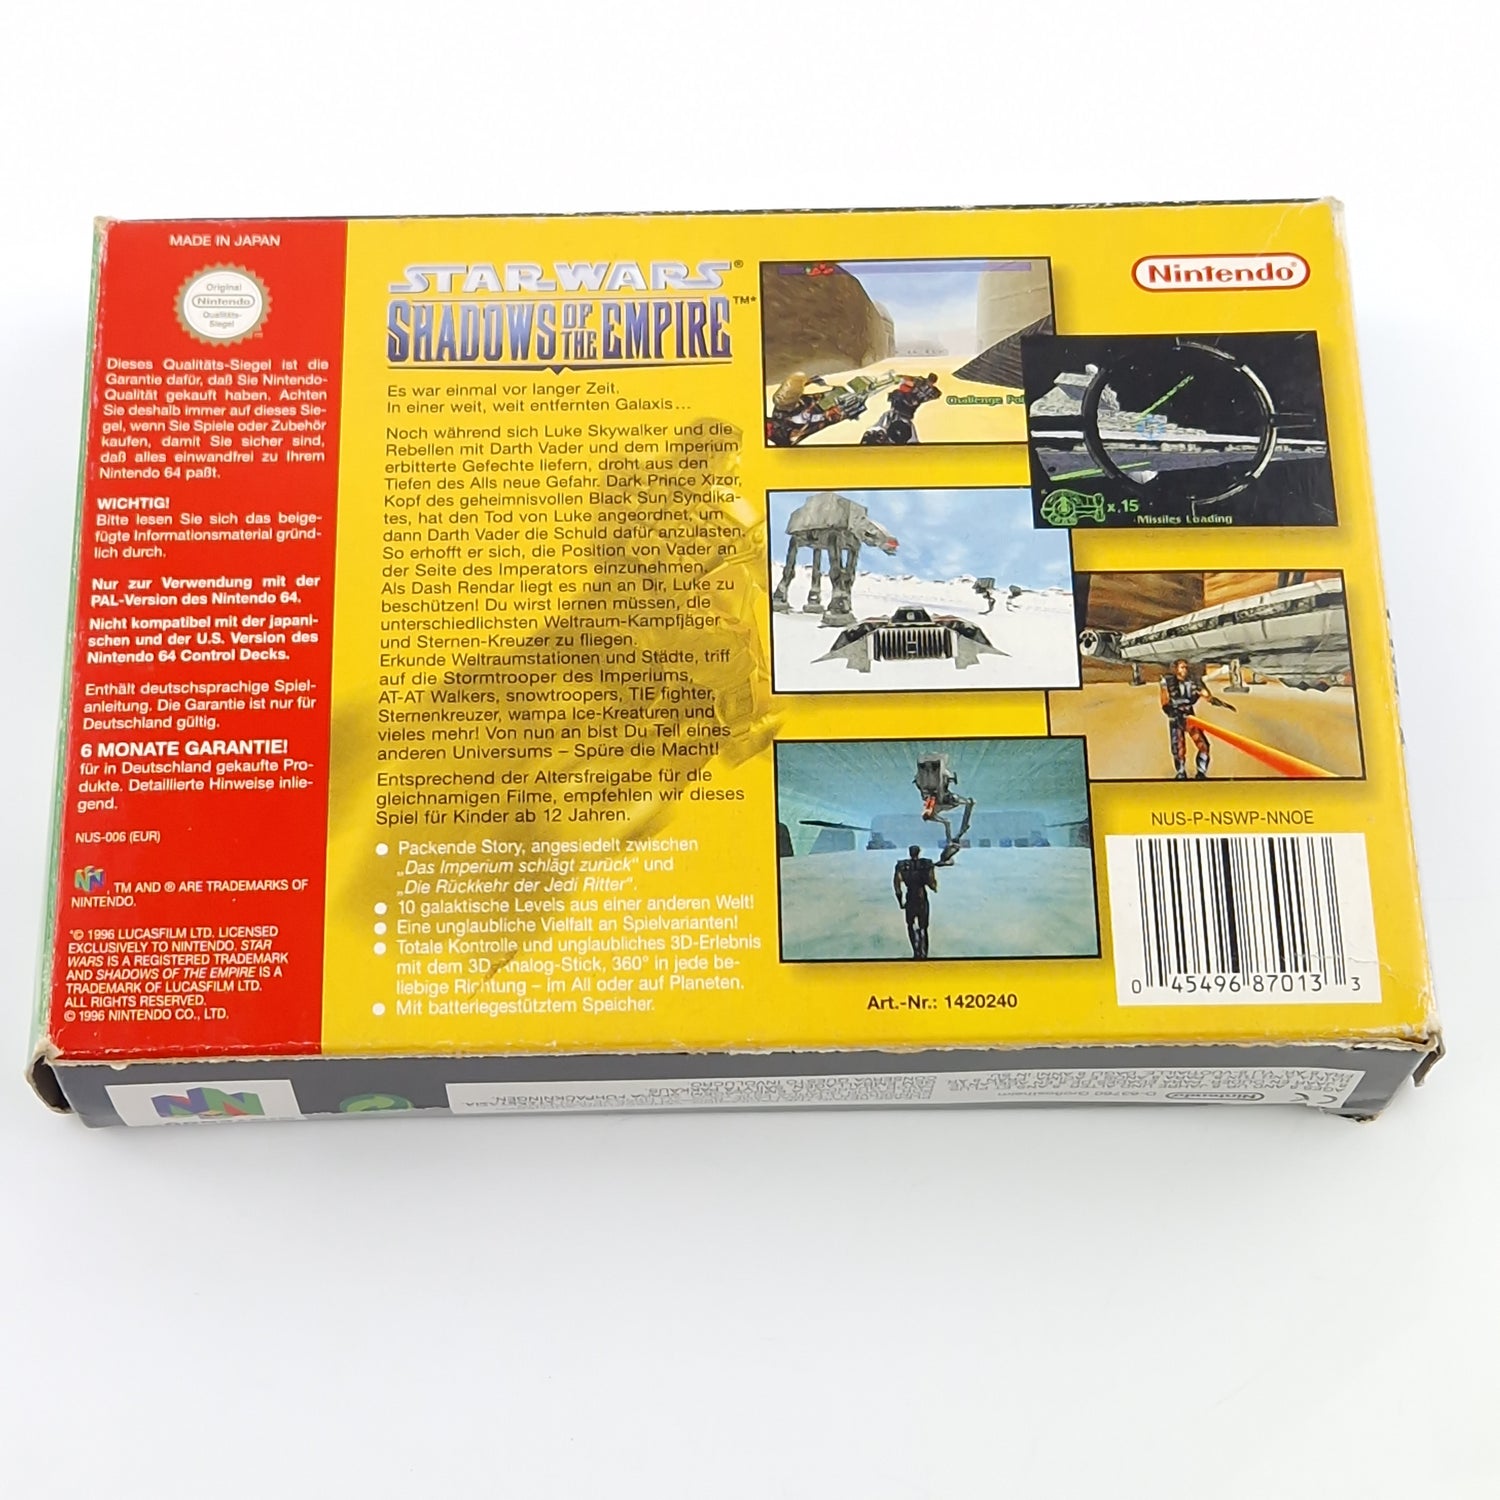 MADE IN JAPAN
Original
Nintendo
Qualitäts-
Siegel
Dieses Qualitäts-Siegel ist die
Garantie dafür, daß Sie Nintendo-
Qualität gekauft haben. Achten
Sie deshalb immer auf dieses Sie-
gel, wenn Sie Spiele oder Zubehör
kaufen, damit Sie sicher sind,
daß alles einwandfrei zu Ihrem
Nintendo 64 paßt.
WICHTIG!
Bitte lesen Sie sich das beige-
fügte Informationsmaterial gründ-
lich durch.
Nur zur Verwendung mit der
PAL-Version des Nintendo 64.
Nicht kompatibel mit der japani-
schen und der U.S. Version des
Nintendo 64 Control Decks.
Enthält deutschsprachige Spiel-
anleitung. Die Garantie ist nur für
Deutschland gültig.
6 MONATE GARANTIE!
für in Deutschland gekaufte Pro-
dukte. Detaillierte Hinweise inlie-
gend.
NUS-006 (EUR)
, TM AND ® ARE TRADEMARKS OF
NINTENDO.
*© 1996 LUCASFILM LTD. LICENSED
EXCLUSIVELY TO NINTENDO. STAR
WARS IS A REGISTERED TRADEMARK
AND SHADOWS OF THE EMPIRE IS A
TRADEMARK OF LUCASFILM LTD.
ALL RIGHTS RESERVED.
© 1996 NINTENDO CO., LTD.
STAR WARS®
SHADOWS OF THE EMPIRE™*
Es war einmal vor langer Zeit.
In einer weit, weit entfernten Galaxis...
Noch während sich Luke Skywalker und die
Rebellen mit Darth Vader und dem Imperium
erbitterte Gefechte liefern, droht aus den
Tiefen des Alls neue Gefahr. Dark Prince Xizor,
Kopf des geheimnisvollen Black Sun Syndika-
tes, hat den Tod von Luke angeordnet, um
dann Darth Vader die Schuld dafür anzulasten.
So erhofft er sich, die Position von Vader an
der Seite des Imperators einzunehmen.
Als Dash Rendar liegt es nun an Dir, Luke zu
beschützen! Du wirst lernen müssen, die
unterschiedlichsten Weltraum-Kampfjäger
und Sternen-Kreuzer zu fliegen.
Erkunde Weltraumstationen und Städte, triff
auf die Stormtrooper des Imperiums,
AT-AT Walkers, snowtroopers, TIE fighter,
Sternenkreuzer, wampa Ice-Kreaturen und
vieles mehr! Von nun an bist Du Teil eines
anderen Universums – Spüre die Macht!
Entsprechend der Altersfreigabe für die
gleichnamigen Filme, empfehlen wir dieses
Spiel für Kinder ab 12 Jahren.
● Packende Story, angesiedelt zwischen
„Das Imperium schlägt zurück“ und
„Die Rückkehr der Jedi Ritter“.
● 10 galaktische Levels aus einer anderen Welt!
● Eine unglaubliche Vielfalt an Spielvarianten!
● Totale Kontrolle und unglaubliches 3D-Erlebnis
mit dem 3D-Analog-Stick, 360° in jede be-
liebige Richtung – im All oder auf Planeten.
● Mit batteriegestütztem Speicher.
Nintendo®
Challenge
x.15
Missiles Loading
NUS-P-NSWP-NNOE
0 45496 87013 3
Art.-Nr.: 1420240
Nintendo
D-63760 Großostheim